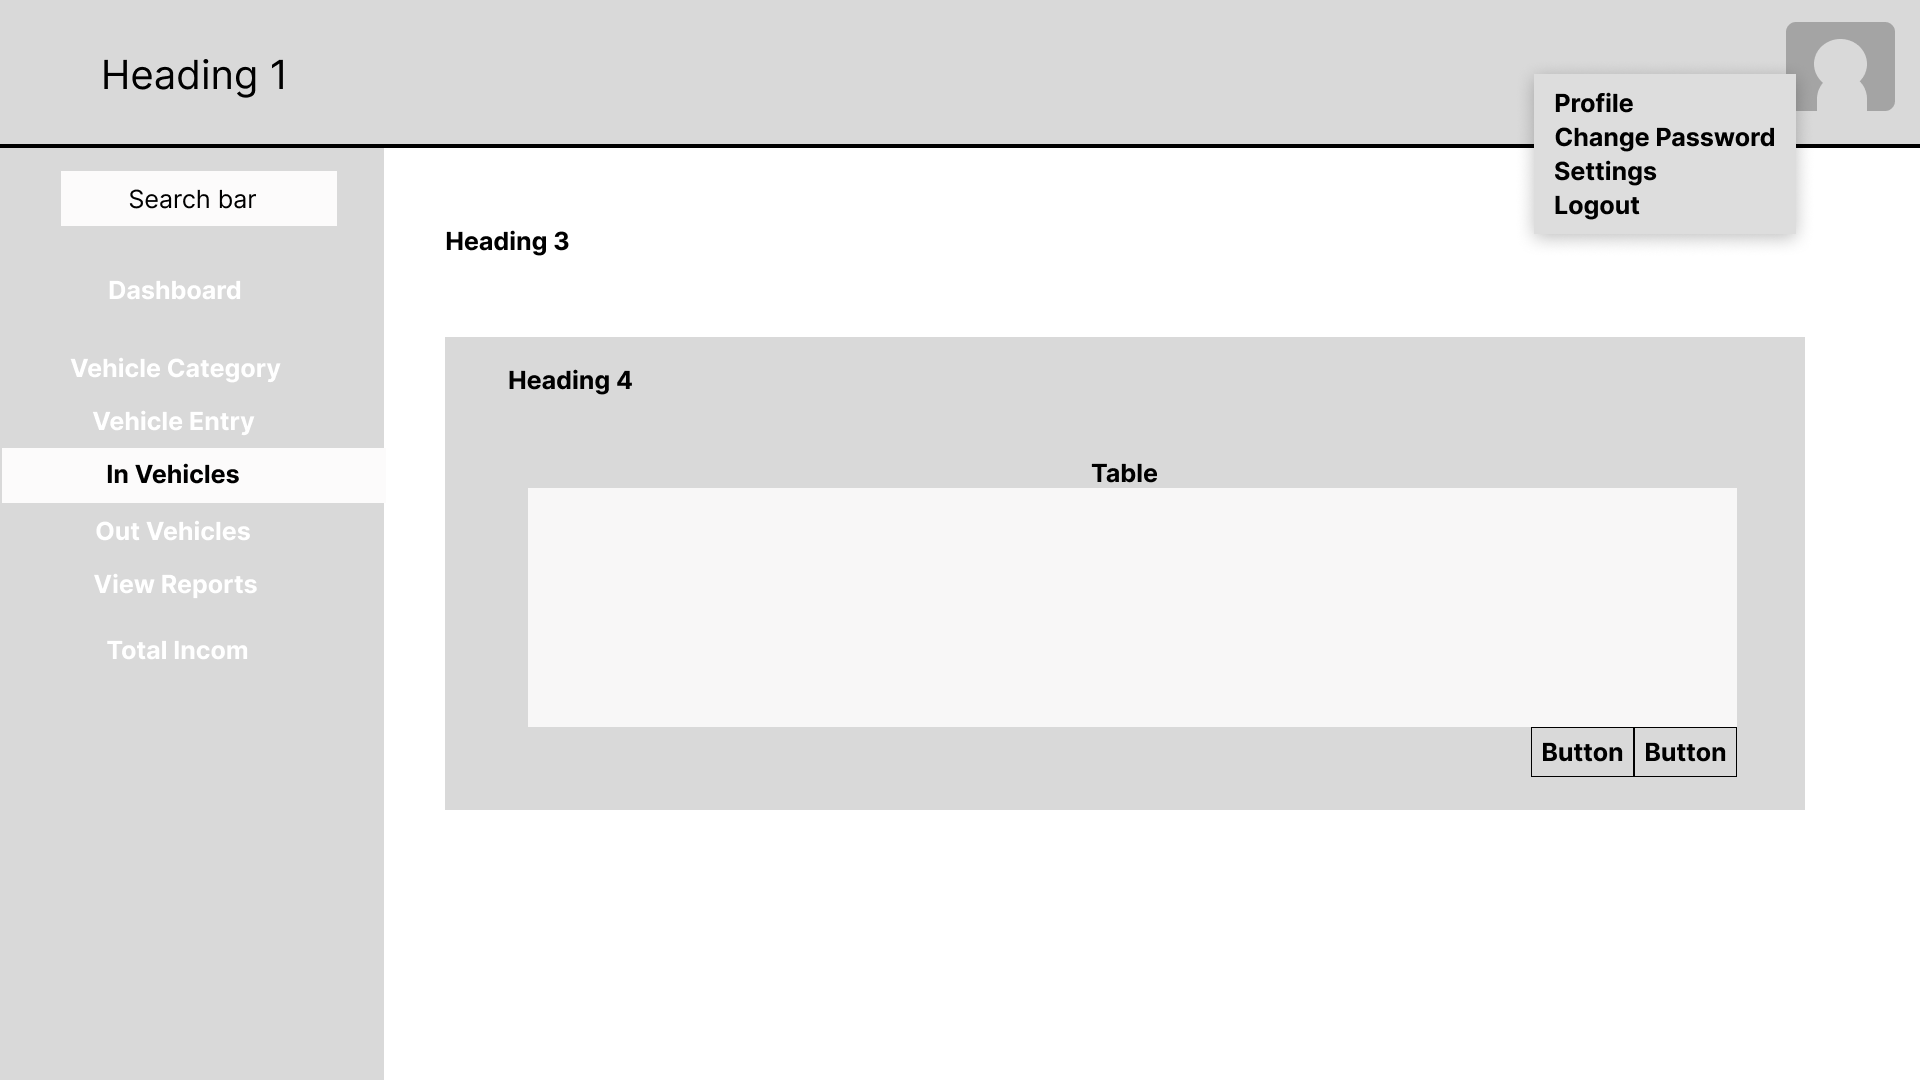 Heading 1
Profile
Change Password
Settings
Logout
Search bar
Dashboard
Vehicle Category
Vehicle Entry
In Vehicles
Out Vehicles
View Reports
Total Incom
Heading 3
Heading 4
Table
Button Button